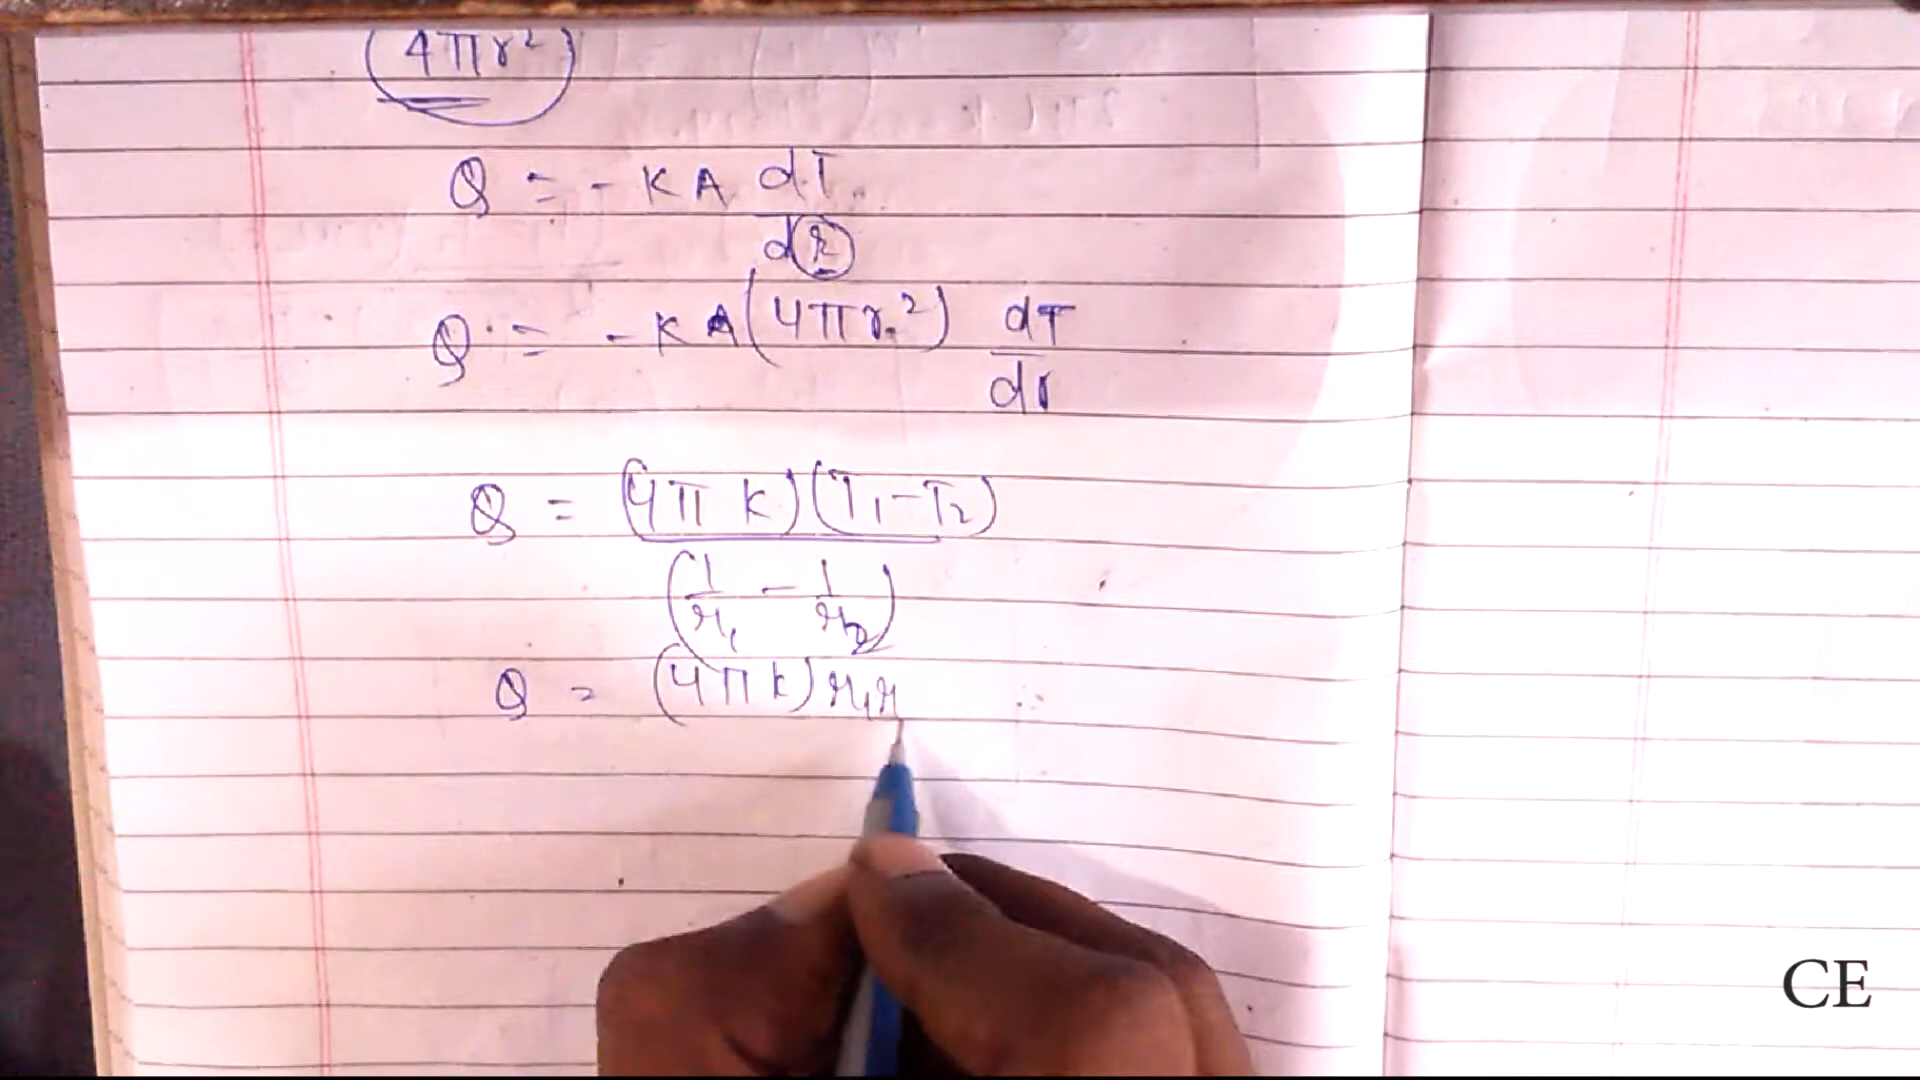 (4πr²)
Q = -KA dT/dr
Q = -KA(4πr²) dT/dr
Q = (4πk)(T₁-T₂)/(1/r₁ - 1/r₂)
Q = (4πk)r₁r
CE